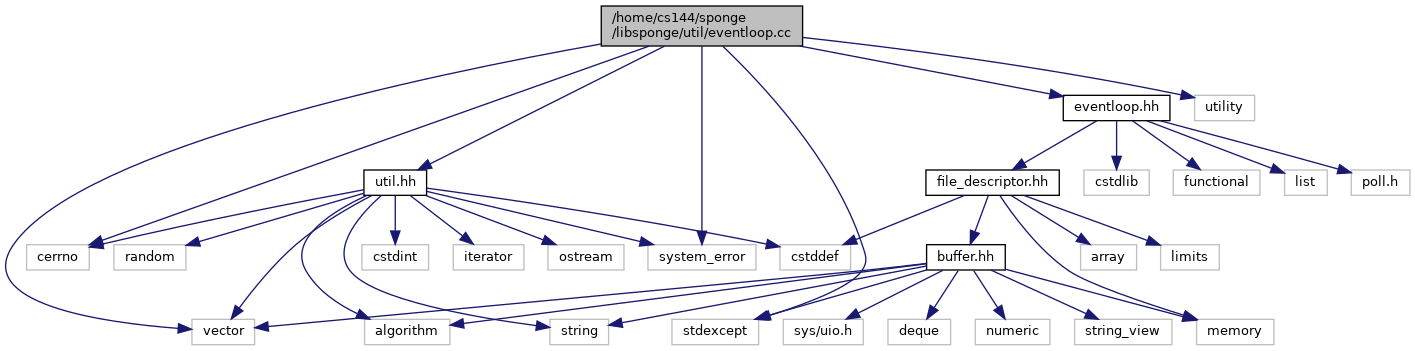 /home/cs144/sponge
/libsponge/util/eventloop.cc
eventloop.hh
utility
util.hh
file_descriptor.hh
cstdlib
functional
list
poll.h
cerrno
random
cstdint
iterator
ostream
system_error
cstddef
buffer.hh
array
limits
vector
algorithm
string
stdexcept
sys/uio.h
deque
numeric
string_view
memory